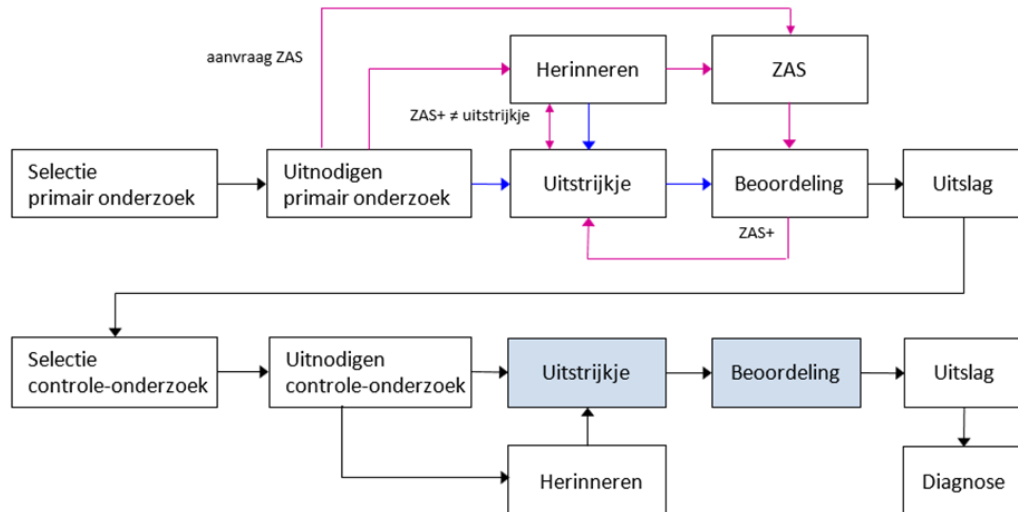 aanvraag ZAS
Herinneren
ZAS
ZAS+ ≠ uitstrijkje
Selectie
primair onderzoek
Uitnodigen
primair onderzoek
Uitstrijkje
Beoordeling
Uitslag
ZAS+
Selectie
controle-onderzoek
Uitnodigen
controle-onderzoek
Uitstrijkje
Beoordeling
Uitslag
Herinneren
Diagnose